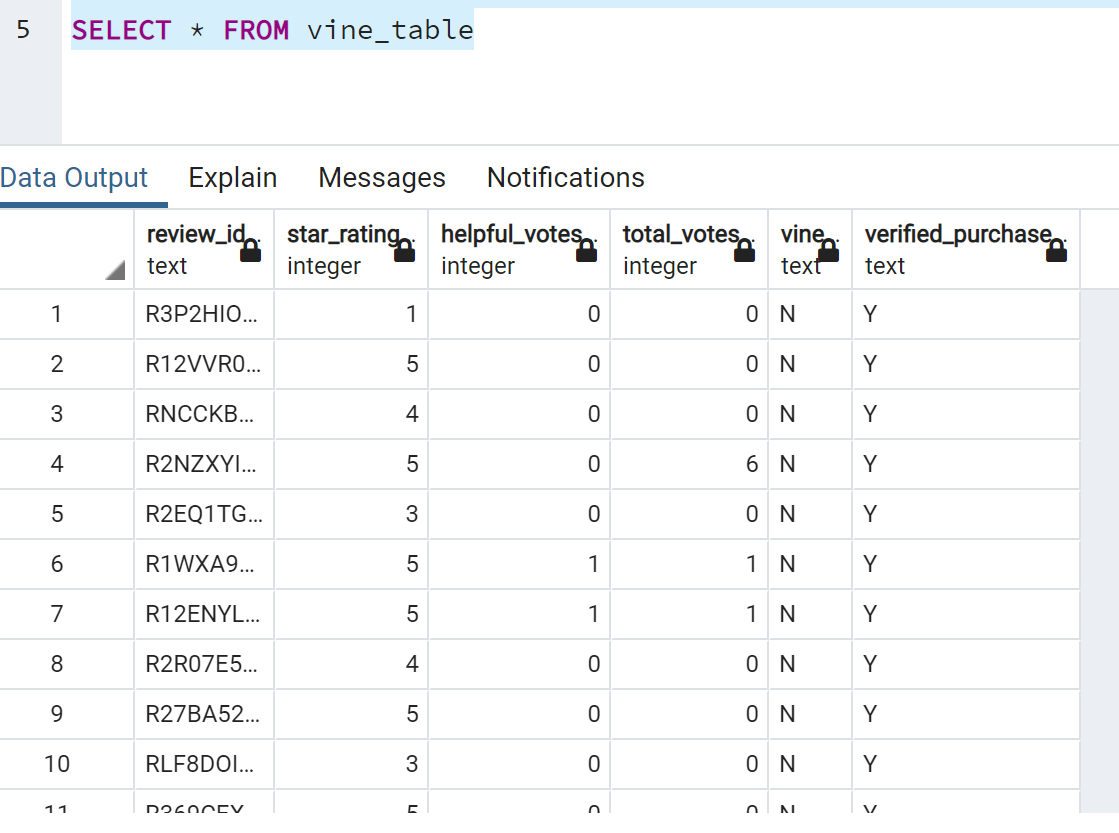 5 SELECT * FROM vine_table
Data Output Explain Messages Notifications
review_id star_rating helpful_votes total_votes vine verified_purchase
text integer integer integer text text
1 R3P2HIO... 1 0 0 N Y
2 R12VVR0... 5 0 0 N Y
3 RNCCKB... 4 0 0 N Y
4 R2NZXYI... 5 0 6 N Y
5 R2EQ1TG... 3 0 0 N Y
6 R1WXA9... 5 1 1 N Y
7 R12ENYL... 5 1 1 N Y
8 R2R07E5... 4 0 0 N Y
9 R27BA52... 5 0 0 N Y
10 RLF8DOI... 3 0 0 N Y
11 5 0 0 N Y